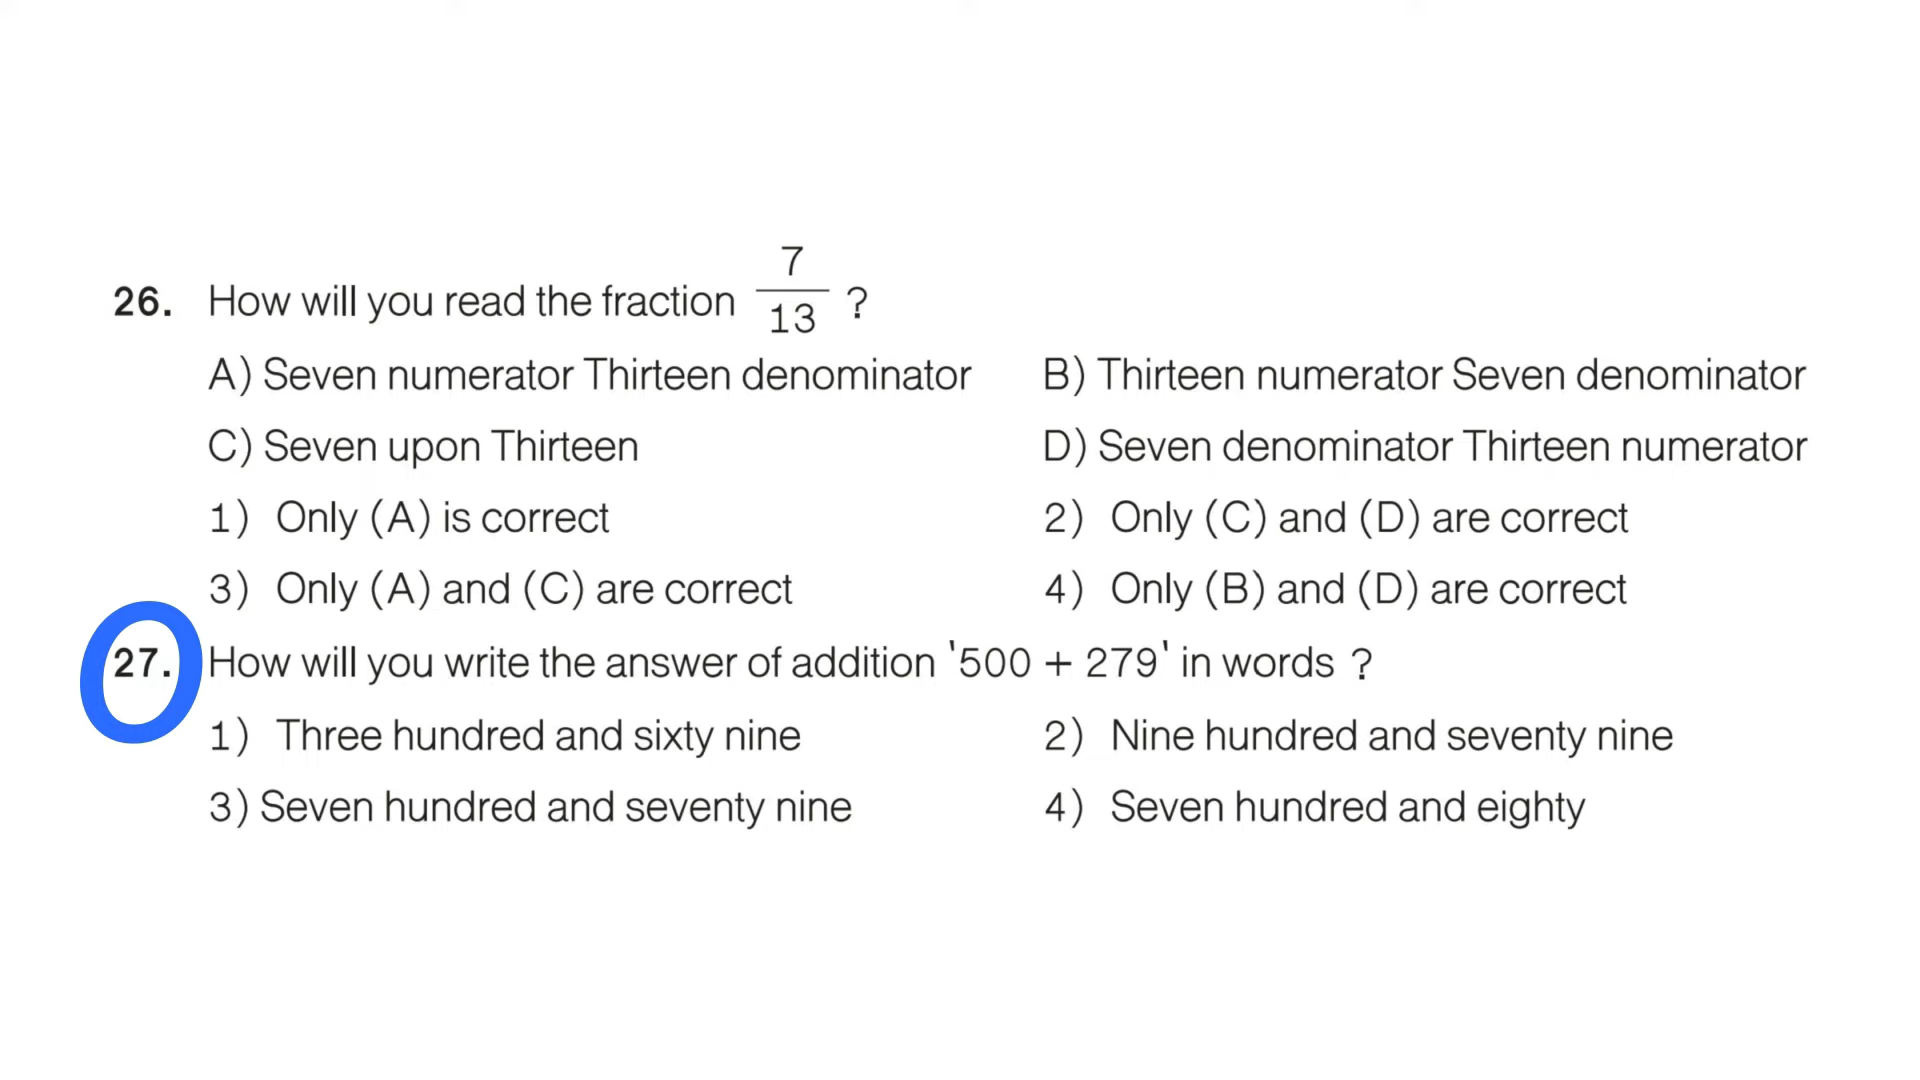 26. How will you read the fraction 7/13 ?
A) Seven numerator Thirteen denominator B) Thirteen numerator Seven denominator
C) Seven upon Thirteen D) Seven denominator Thirteen numerator
1) Only (A) is correct 2) Only (C) and (D) are correct
3) Only (A) and (C) are correct 4) Only (B) and (D) are correct
27. How will you write the answer of addition '500 + 279' in words ?
1) Three hundred and sixty nine 2) Nine hundred and seventy nine
3) Seven hundred and seventy nine 4) Seven hundred and eighty